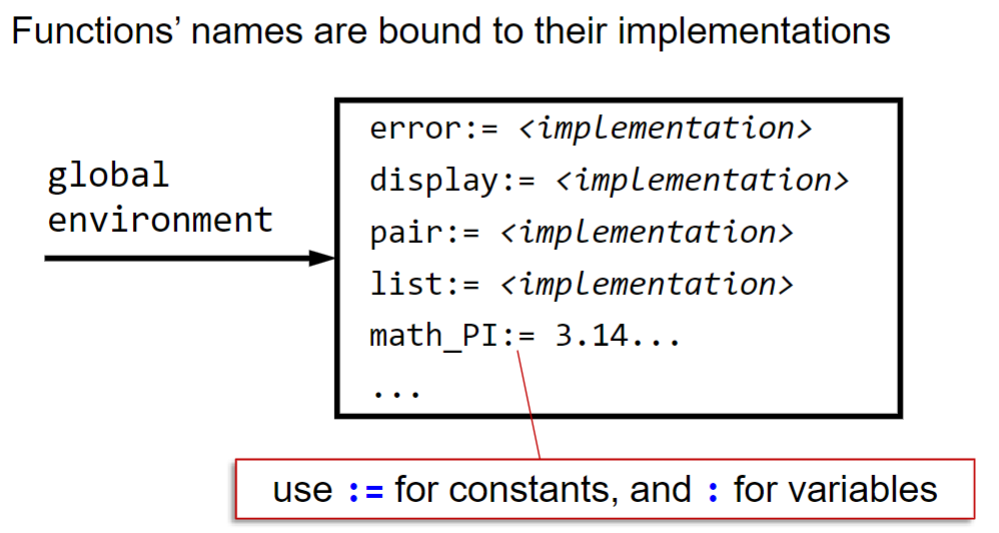 Functions’ names are bound to their implementations
global
environment
error:= <implementation>
display:= <implementation>
pair:= <implementation>
list:= <implementation>
math_PI:= 3.14...
...
use := for constants, and : for variables